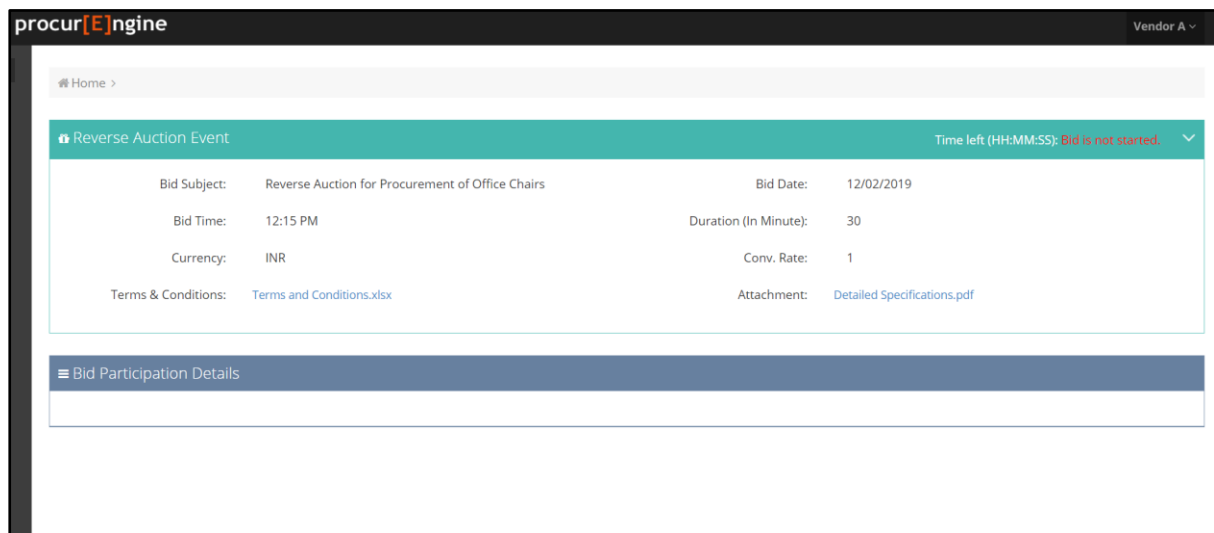 procur[E]ngine
Vendor A
Home >
Reverse Auction Event
Time left (HH:MM:SS): Bid is not started.
Bid Subject: Reverse Auction for Procurement of Office Chairs Bid Date: 12/02/2019
Bid Time: 12:15 PM Duration (In Minute): 30
Currency: INR Conv. Rate: 1
Terms & Conditions: Terms and Conditions.xlsx Attachment: Detailed Specifications.pdf
Bid Participation Details